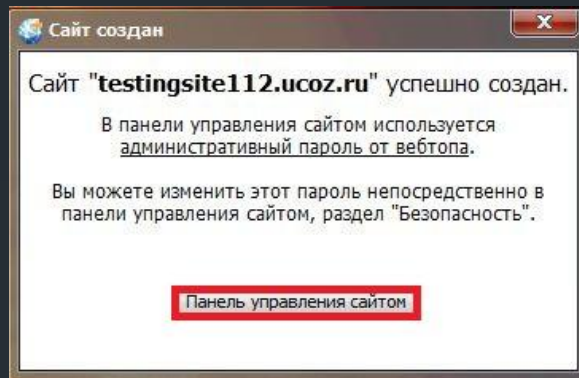 Сайт создан
Сайт "testingsite112.ucoz.ru" успешно создан.
В панели управления сайтом используется
административный пароль от вебтопа.
Вы можете изменить этот пароль непосредственно в
панели управления сайтом, раздел "Безопасность".
Панель управления сайтом